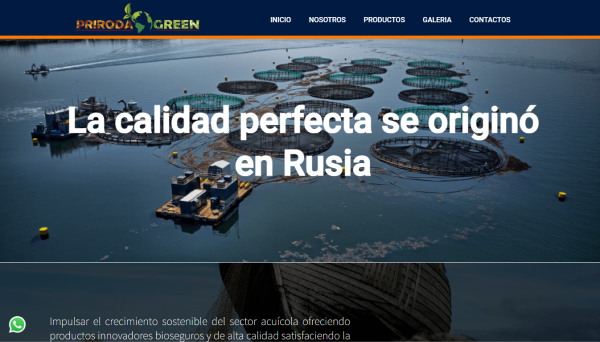 PRIRODA GREEN
INICIO NOSOTROS PRODUCTOS GALERIA CONTACTOS
La calidad perfecta se originó
en Rusia
Impulsar el crecimiento sostenible del sector acuícola ofreciendo
productos innovadores bioseguros y de alta calidad satisfaciendo la